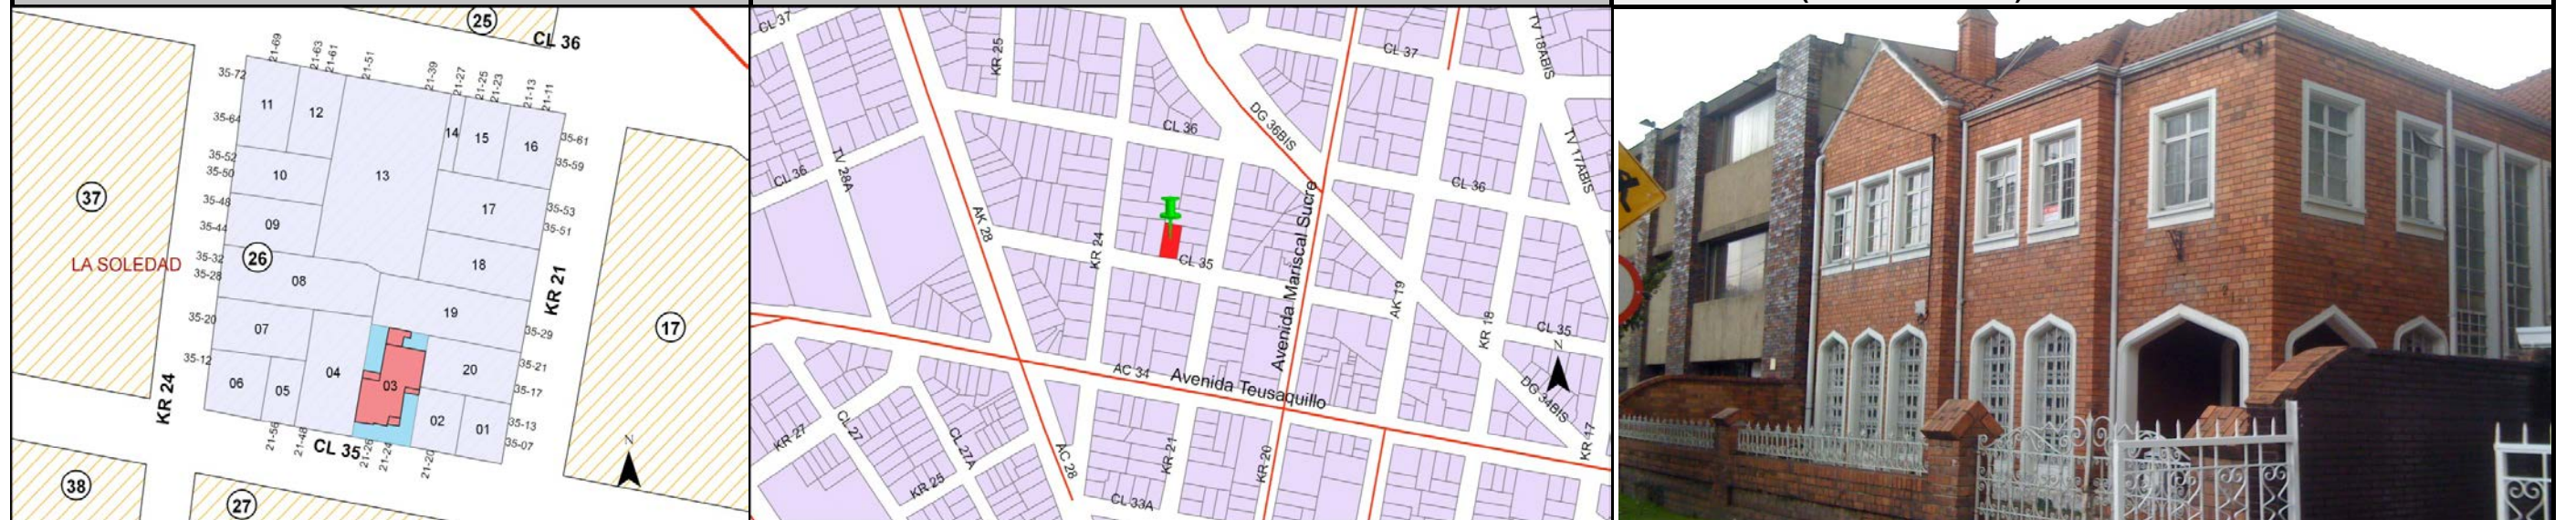 25
CL 36
21-69
21-63
21-61
21-51
21-39
21-27
21-25
21-23
21-13
21-11
35-72
11
12
14
15
16
35-61
35-64
13
35-59
35-52
35-50
10
37
35-48
09
17
35-53
35-51
35-44
LA SOLEDAD
26
35-32
35-28
08
18
KR 21
19
35-20
07
35-29
17
35-12
06
05
04
03
20
35-21
35-17
KR 24
02
01
35-13
35-07
21-56
21-48
CL 35
21-26
21-24
21-20
N
38
27
CL 37
KR 25
CL 37
TV 18ABIS
CL 36
DG 36BIS
TV 17ABIS
CL 36
TV 28A
CL 36
AK 28
KR 24
CL 35
Avenida Mariscal Sucre
AK 19
KR 18
CL 35
N
AC 34
Avenida Teusaquillo
DG 34BIS
KR 27
CL 27
CL 27A
KR 25
AC 28
KR 21
KR 20
KR 17
CL 33A